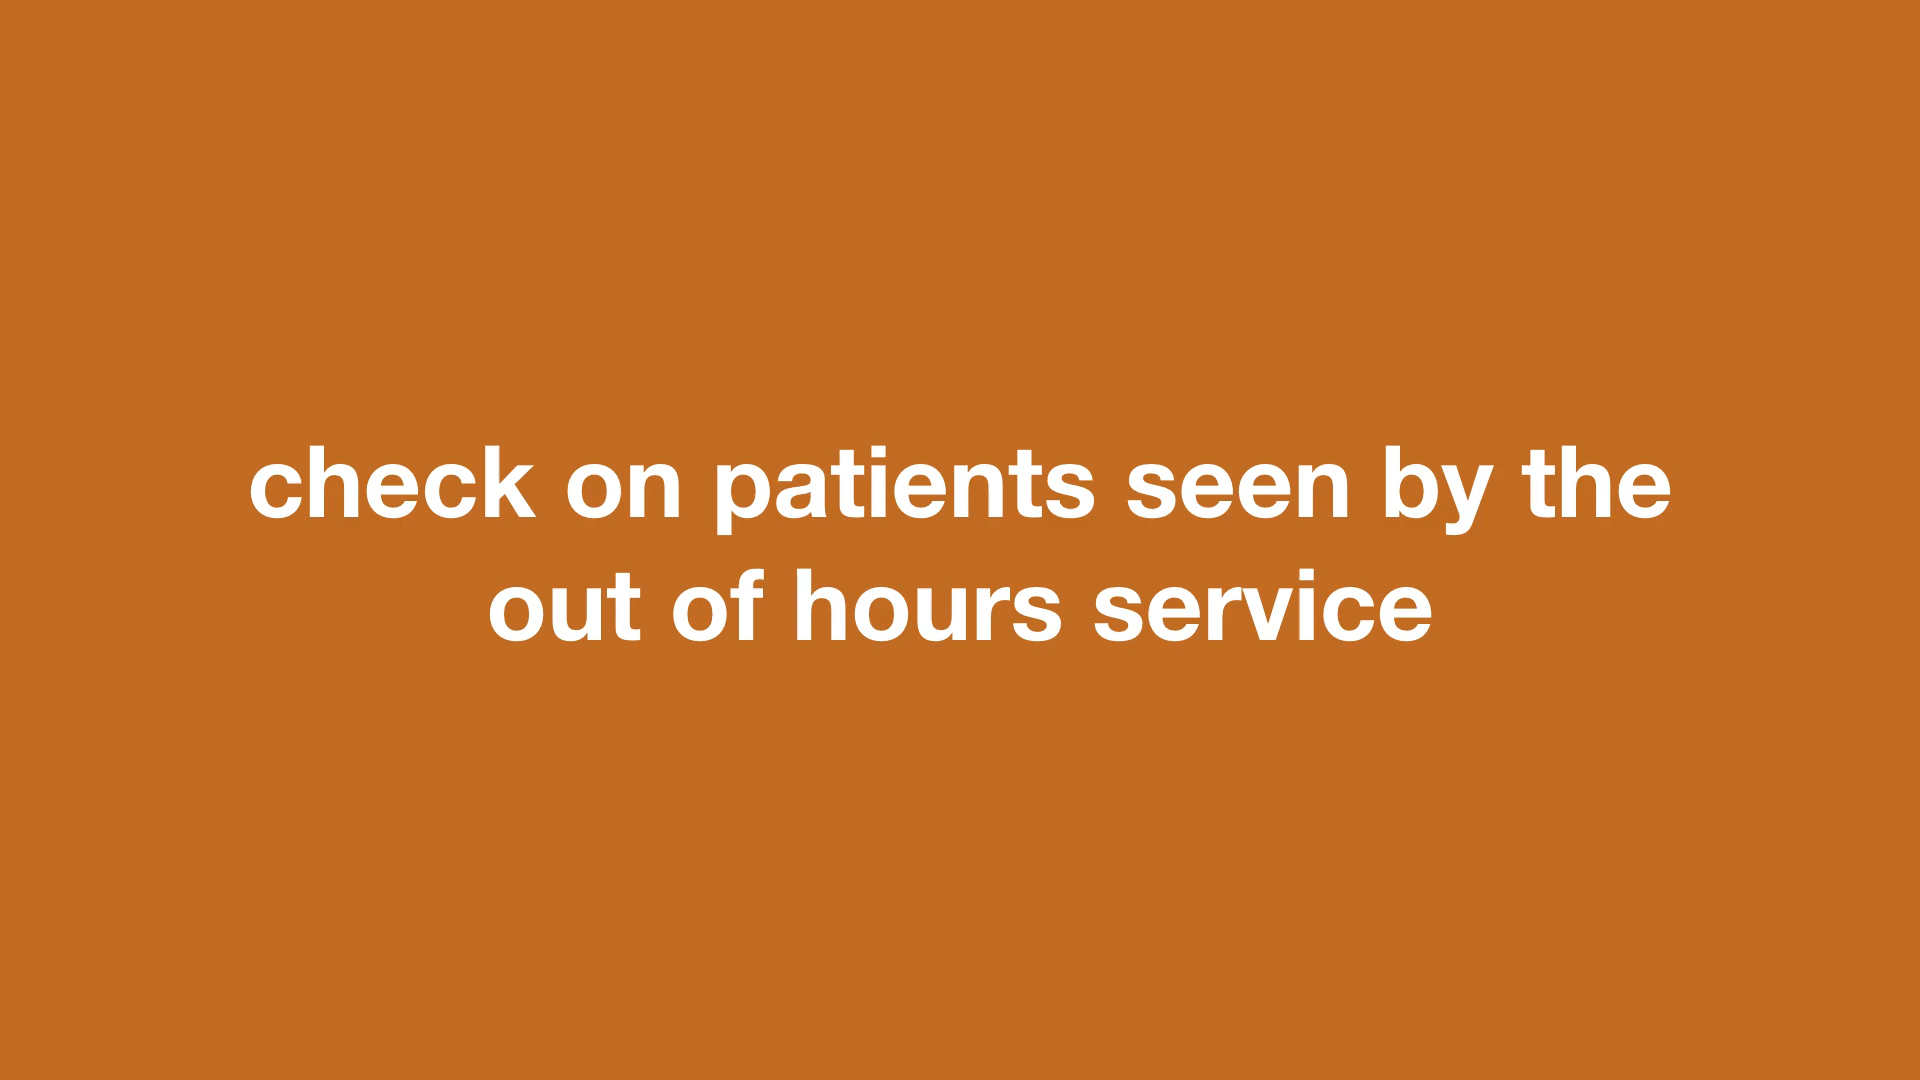 check on patients seen by the
out of hours service